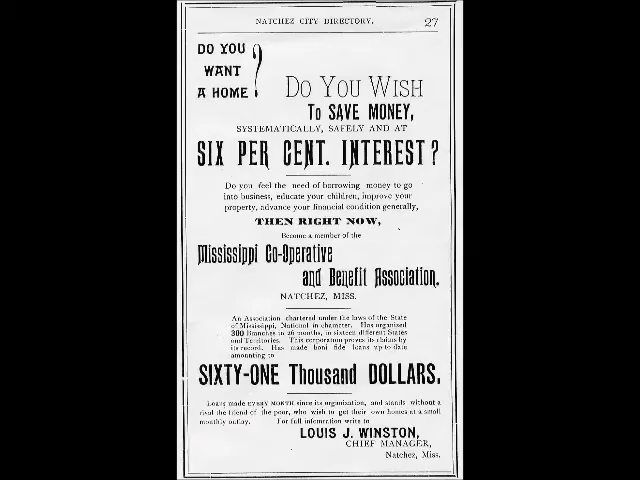 NATCHEZ CITY DIRECTORY. 27
DO YOU
WANT
A HOME?
DO YOU WISH
To SAVE MONEY,
SYSTEMATICALLY, SAFELY AND AT
SIX PER CENT. INTEREST?
Do you feel the need of borrowing money to go
into business, educate your children, improve your
property, advance your financial condition generally,
THEN RIGHT NOW,
Become a member of the
Mississippi Co-Operative
and Benefit Association.
NATCHEZ, MISS.
An Association chartered under the laws of the State
of Mississippi, National in character. Has organized
300 Branches in 26 months, in sixteen different States
and Territories. This corporation proves its claims by
its record. Has made boni fide loans up to date
amounting to
SIXTY-ONE Thousand DOLLARS.
Loans made EVERY MONTH since its organization, and stands without a
rival the friend of the poor, who wish to get their own homes at a small
monthly outlay. For full information write to
LOUIS J. WINSTON,
CHIEF MANAGER,
Natchez, Miss.